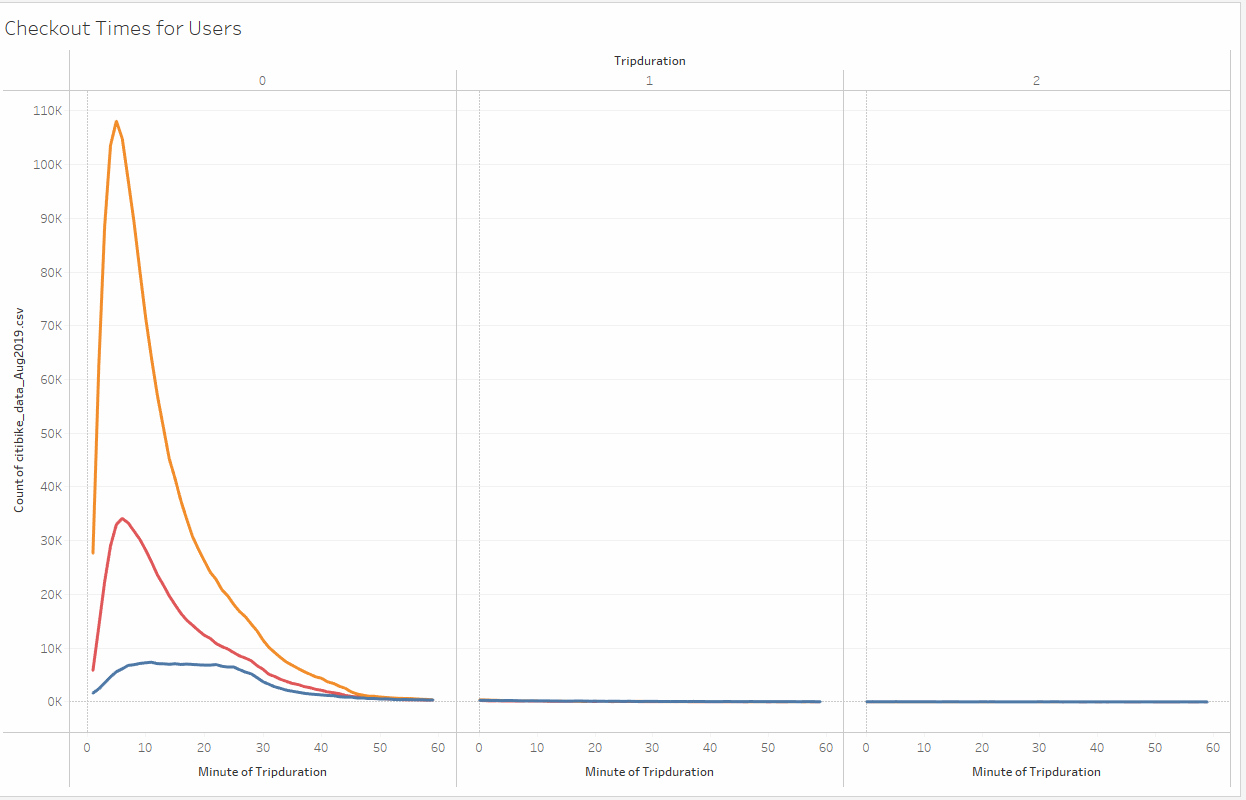 Checkout Times for Users
Tripduration
0 1 2
110K
100K
90K
80K
70K
60K
50K
40K
30K
20K
10K
0K
Count of citibike_data_Aug2019.csv
0 10 20 30 40 50 60 0 10 20 30 40 50 60 0 10 20 30 40 50 60
Minute of Tripduration Minute of Tripduration Minute of Tripduration